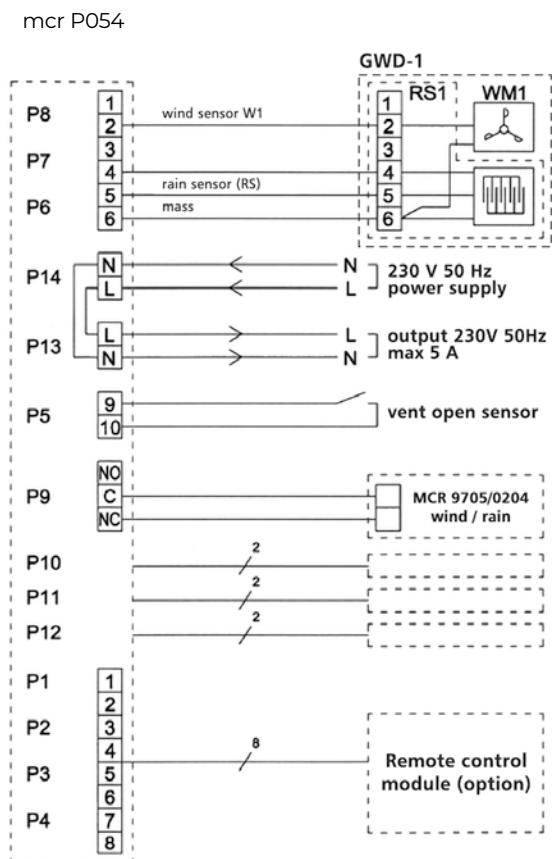 mcr P054
GWD-1
RS1 WM1
P8
P7
P6
1
2
3
4
5
6
wind sensor W1
rain sensor (RS)
mass
1
2
3
4
5
6
P14
N
L
N
L
230 V 50 Hz
power supply
P13
L
N
L
N
output 230V 50Hz
max 5 A
P5
9
10
vent open sensor
P9
NO
C
NC
MCR 9705/0204
wind / rain
P10
2
P11
2
P12
2
P1
P2
P3
P4
1
2
3
4
5
6
7
8
8
Remote control
module (option)